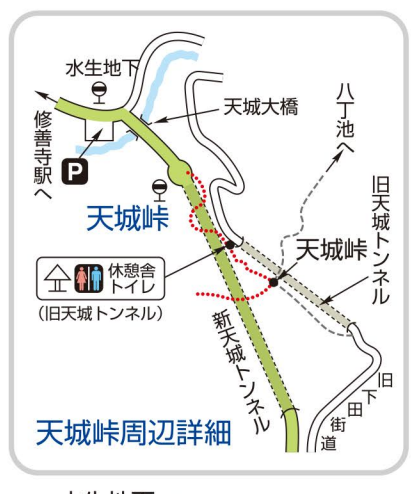 水生地下
天城大橋
修善寺駅へ
P
八丁池へ
旧天城トンネル
天城峠
天城峠
休憩舎
トイレ
(旧天城トンネル)
新天城トンネル
旧下田街道
天城峠周辺詳細